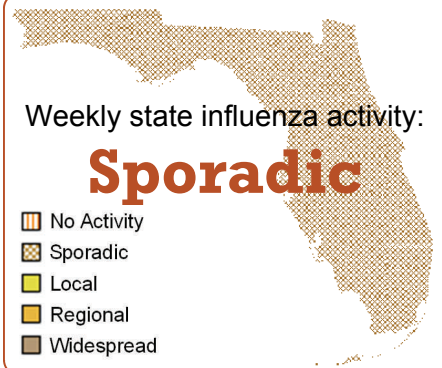 Weekly state influenza activity:
Sporadic
No Activity
Sporadic
Local
Regional
Widespread